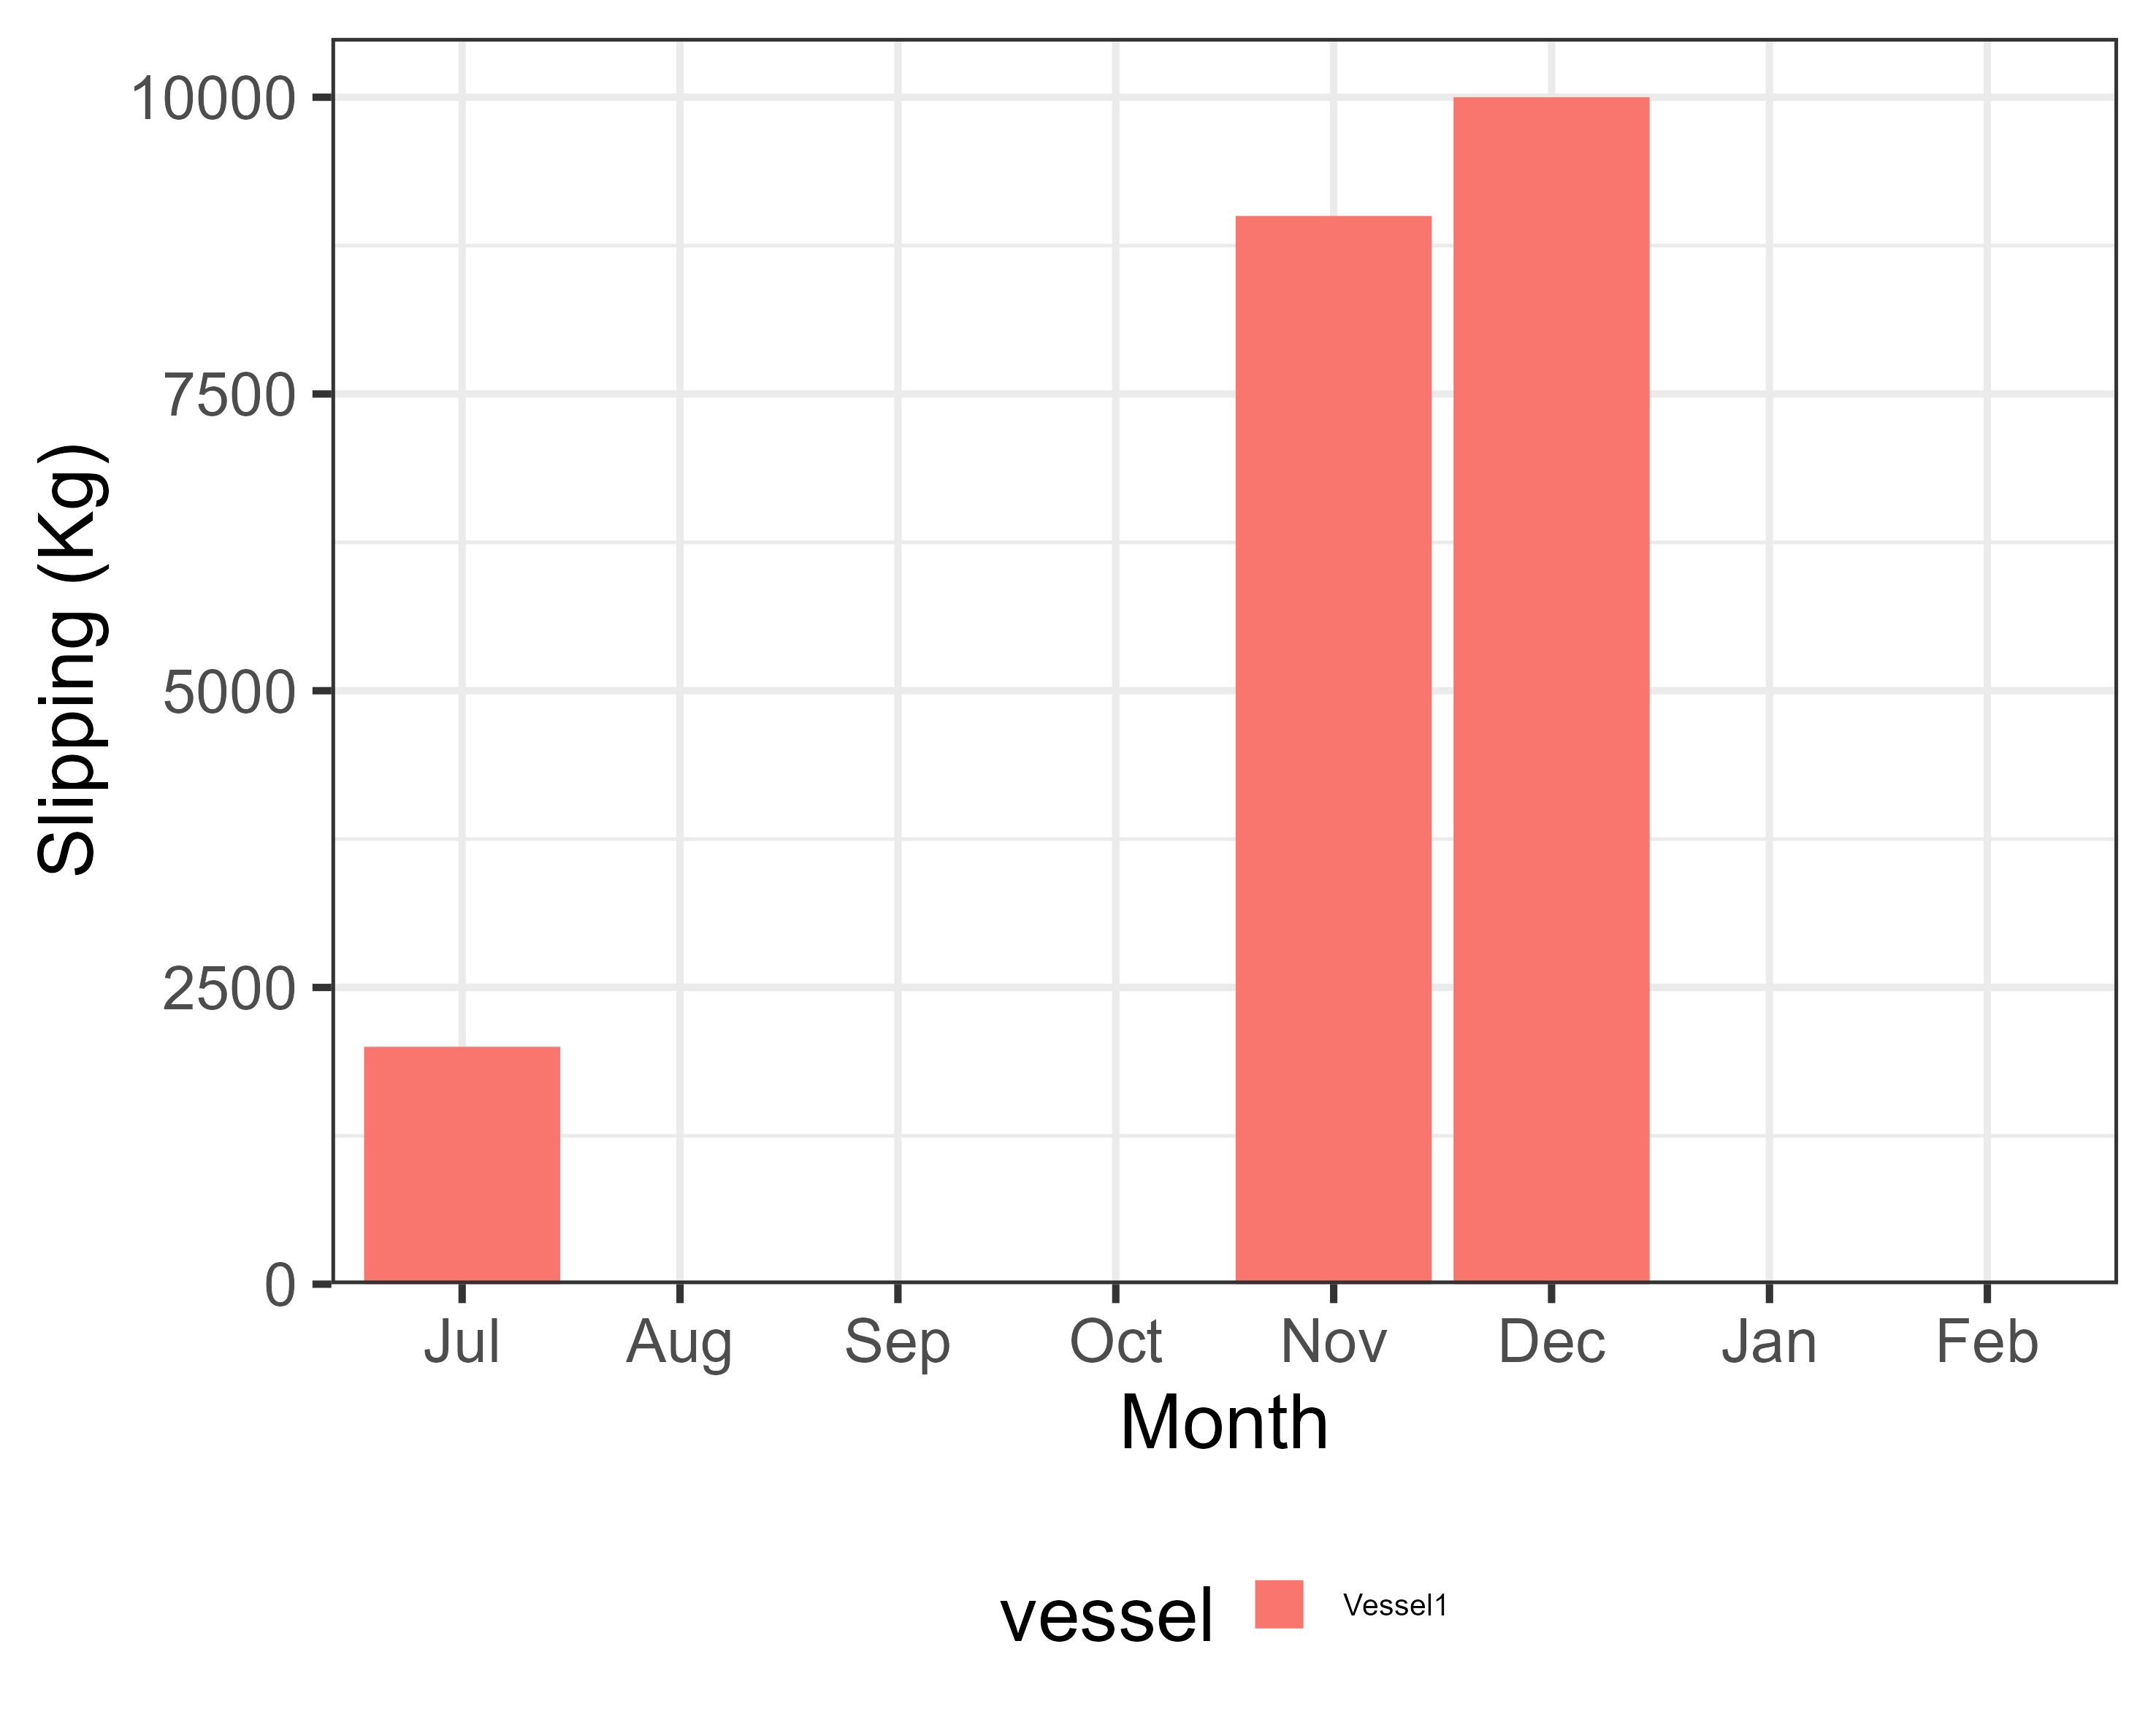 10000
7500
5000
2500
0
Slipping (Kg)
Jul Aug Sep Oct Nov Dec Jan Feb
Month
vessel Vessel1